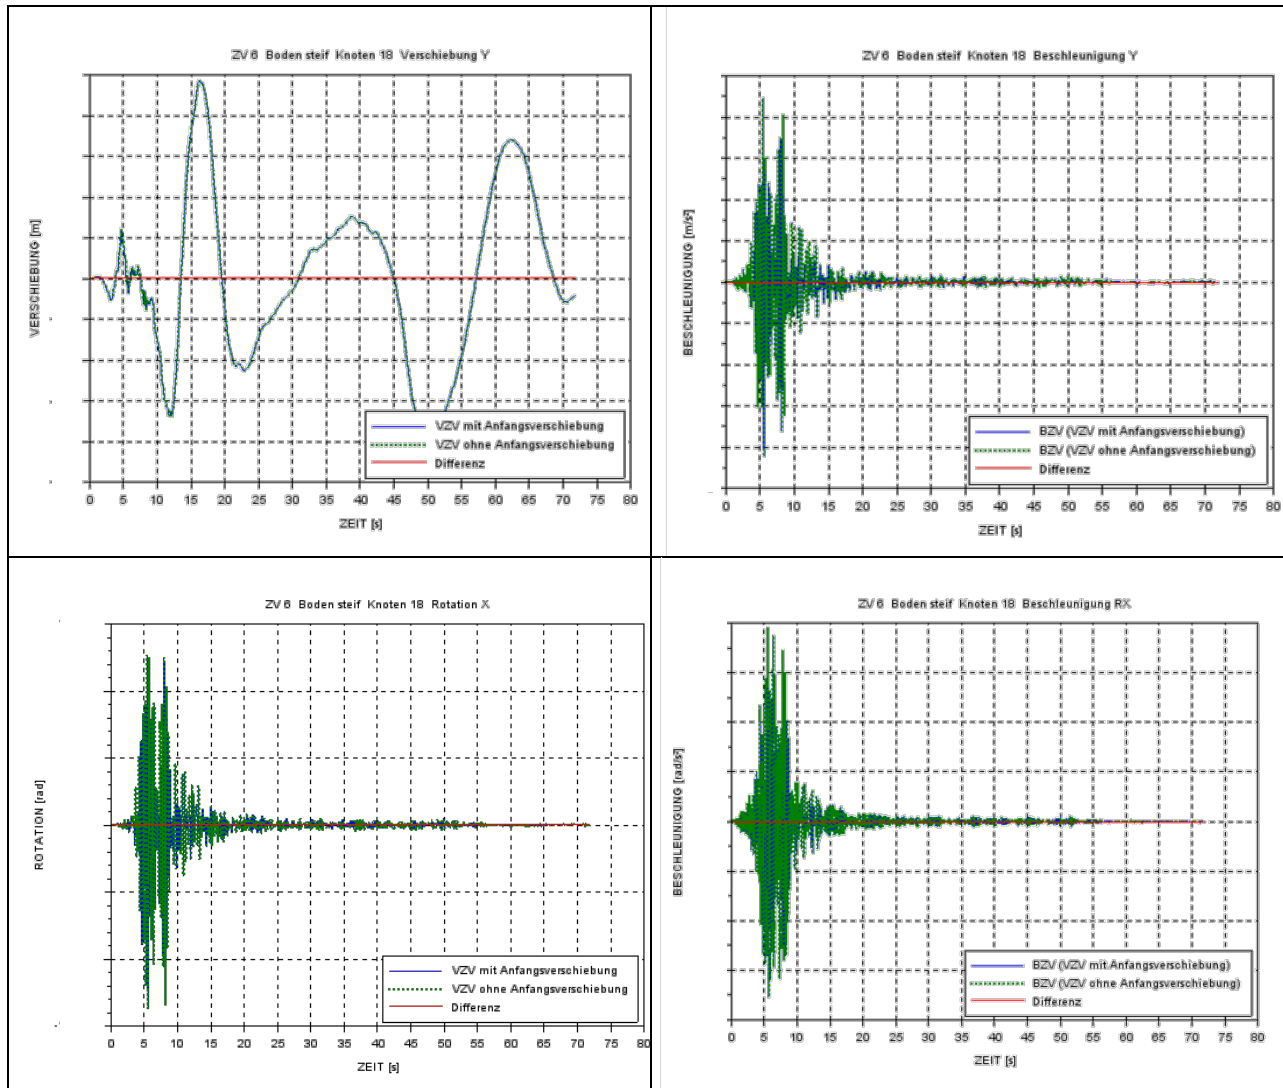 ZV 6 Boden steif Knoten 18 Verschiebung Y
VERSCHIEBUNG [m]
0 5 10 15 20 25 30 35 40 45 50 55 60 65 70 75 80
ZEIT [s]
VZV mit Anfangsverschiebung
VZV ohne Anfangsverschiebung
Differenz
ZV 6 Boden steif Knoten 18 Beschleunigung Y
BESCHLEUNIGUNG [m/s²]
0 5 10 15 20 25 30 35 40 45 50 55 60 65 70 75 80
ZEIT [s]
BZV (VZV mit Anfangsverschiebung)
BZV (VZV ohne Anfangsverschiebung)
Differenz
ZV 6 Boden steif Knoten 18 Rotation X
ROTATION [rad]
0 5 10 15 20 25 30 35 40 45 50 55 60 65 70 75 80
ZEIT [s]
VZV mit Anfangsverschiebung
VZV ohne Anfangsverschiebung
Differenz
ZV 6 Boden steif Knoten 18 Beschleunigung RX
BESCHLEUNIGUNG [rad/s²]
0 5 10 15 20 25 30 35 40 45 50 55 60 65 70 75 80
ZEIT [s]
BZV (VZV mit Anfangsverschiebung)
BZV (VZV ohne Anfangsverschiebung)
Differenz